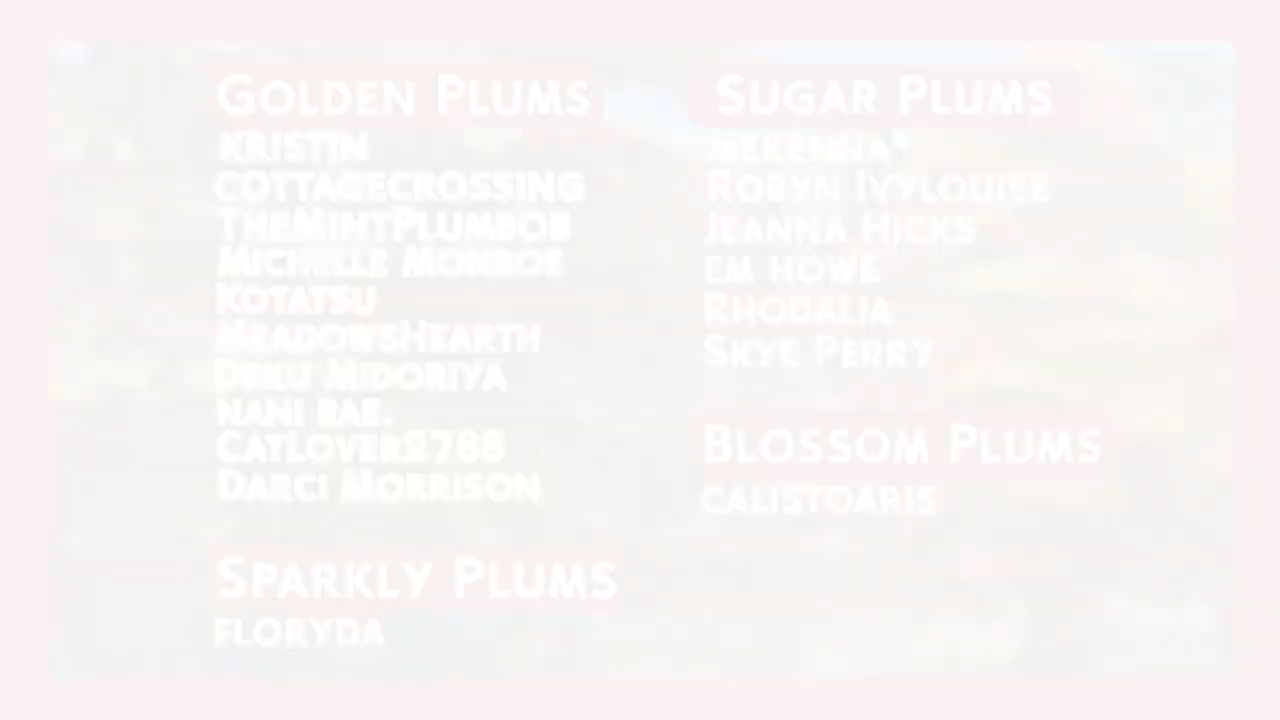 GOLDEN PLUMS
KRISTIN
COTTAGECROSSING
THEMINTPLUMBOB
MICHELLE MONROE
KOTATSU
MEADOWSHEARTH
DEKU MIDORIYA
NANI RAE.
CATLOVER2788
DARCI MORRISON
SPARKLY PLUMS
FLORYDA
SUGAR PLUMS
MEKENNA*
ROBYN IVYLOUISE
JEANNA HICKS
EM HOWE
RHODALIA
SKYE PERRY
BLOSSOM PLUMS
CALISTOARIS